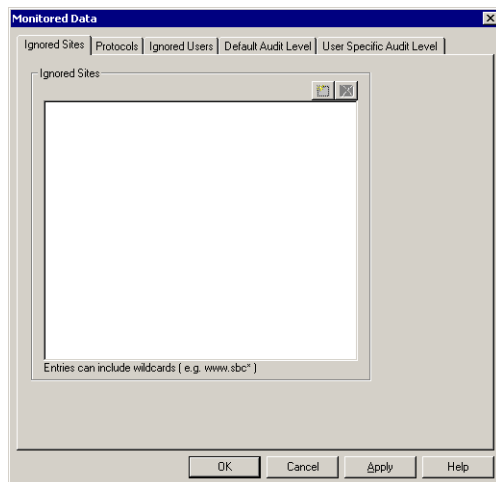 Monitored Data
Ignored Sites Protocols Ignored Users Default Audit Level User Specific Audit Level
Ignored Sites
Entries can include wildcards ( e.g. www.sbc* )
OK Cancel Apply Help